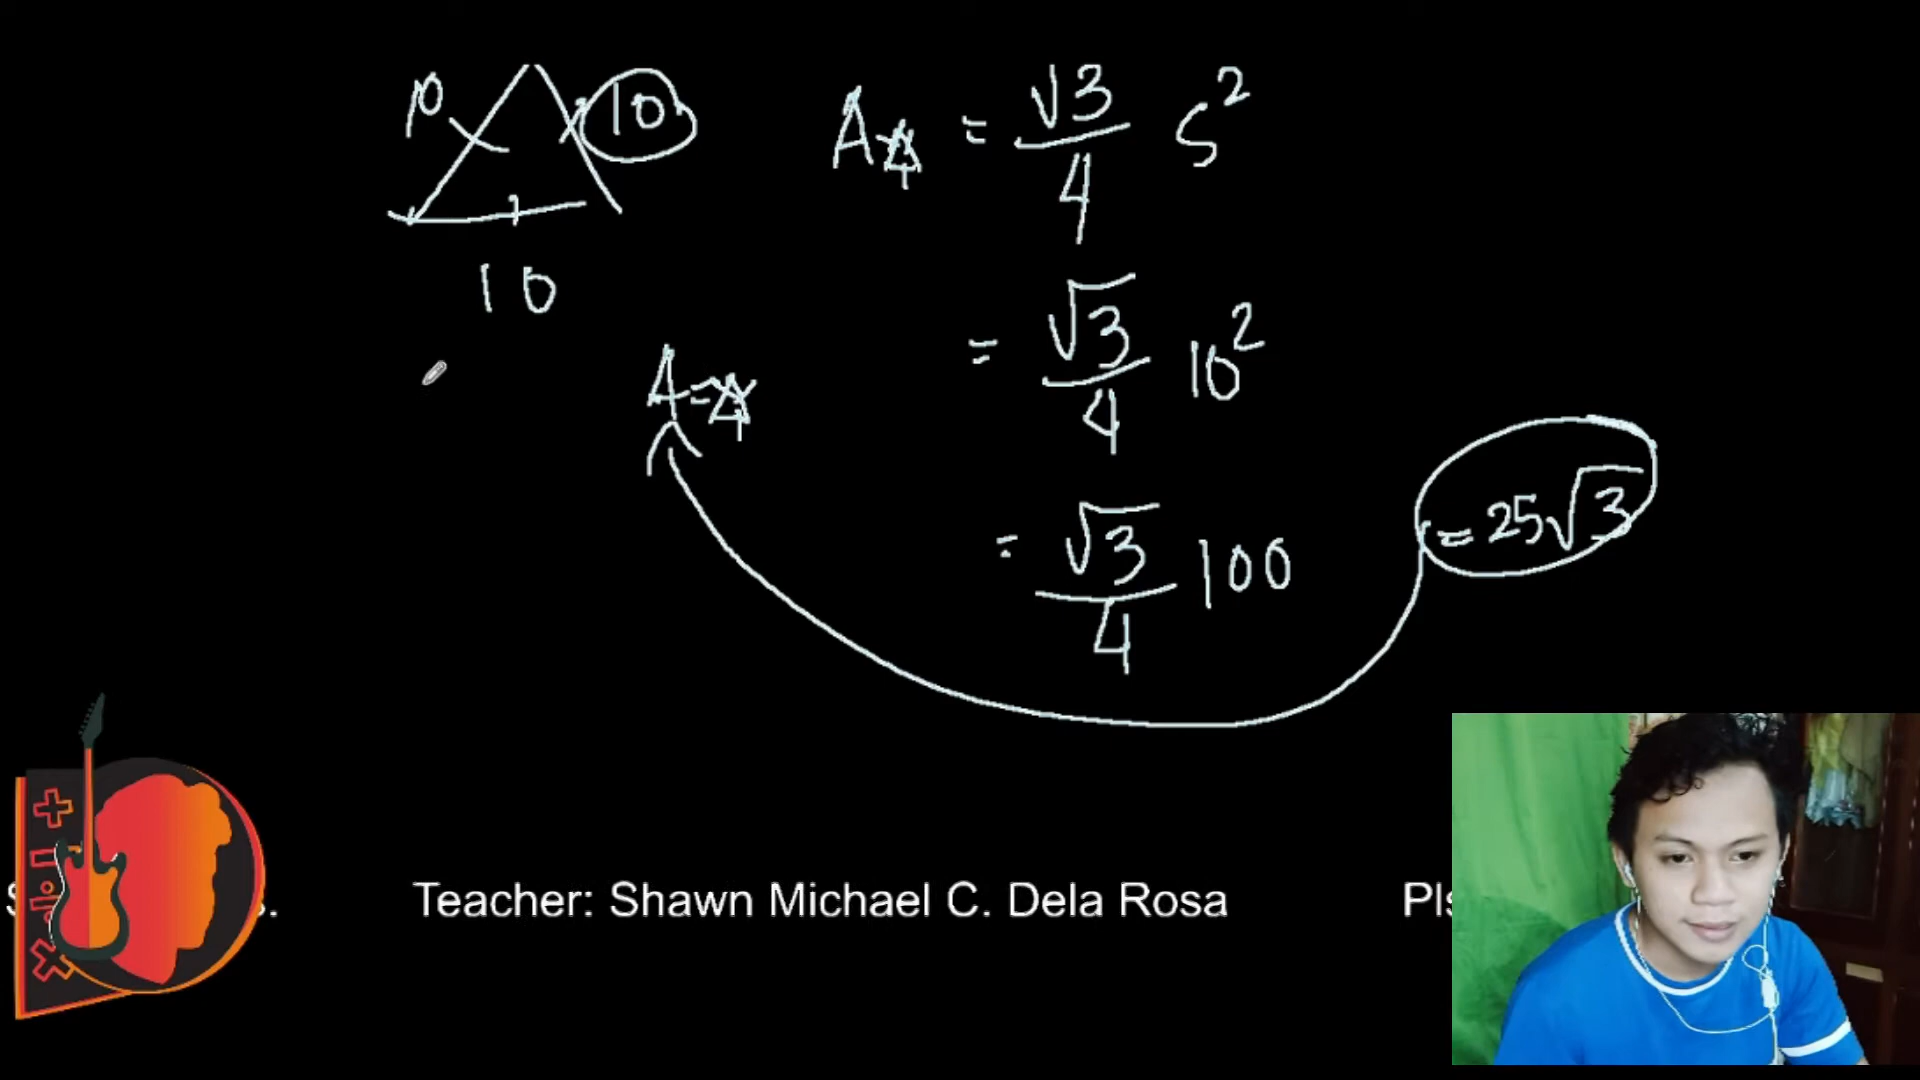 10
10
10
A△ = √3/4 s²
= √3/4 10²
A=△
= √3/4 100
= 25√3
Teacher: Shawn Michael C. Dela Rosa
Pls